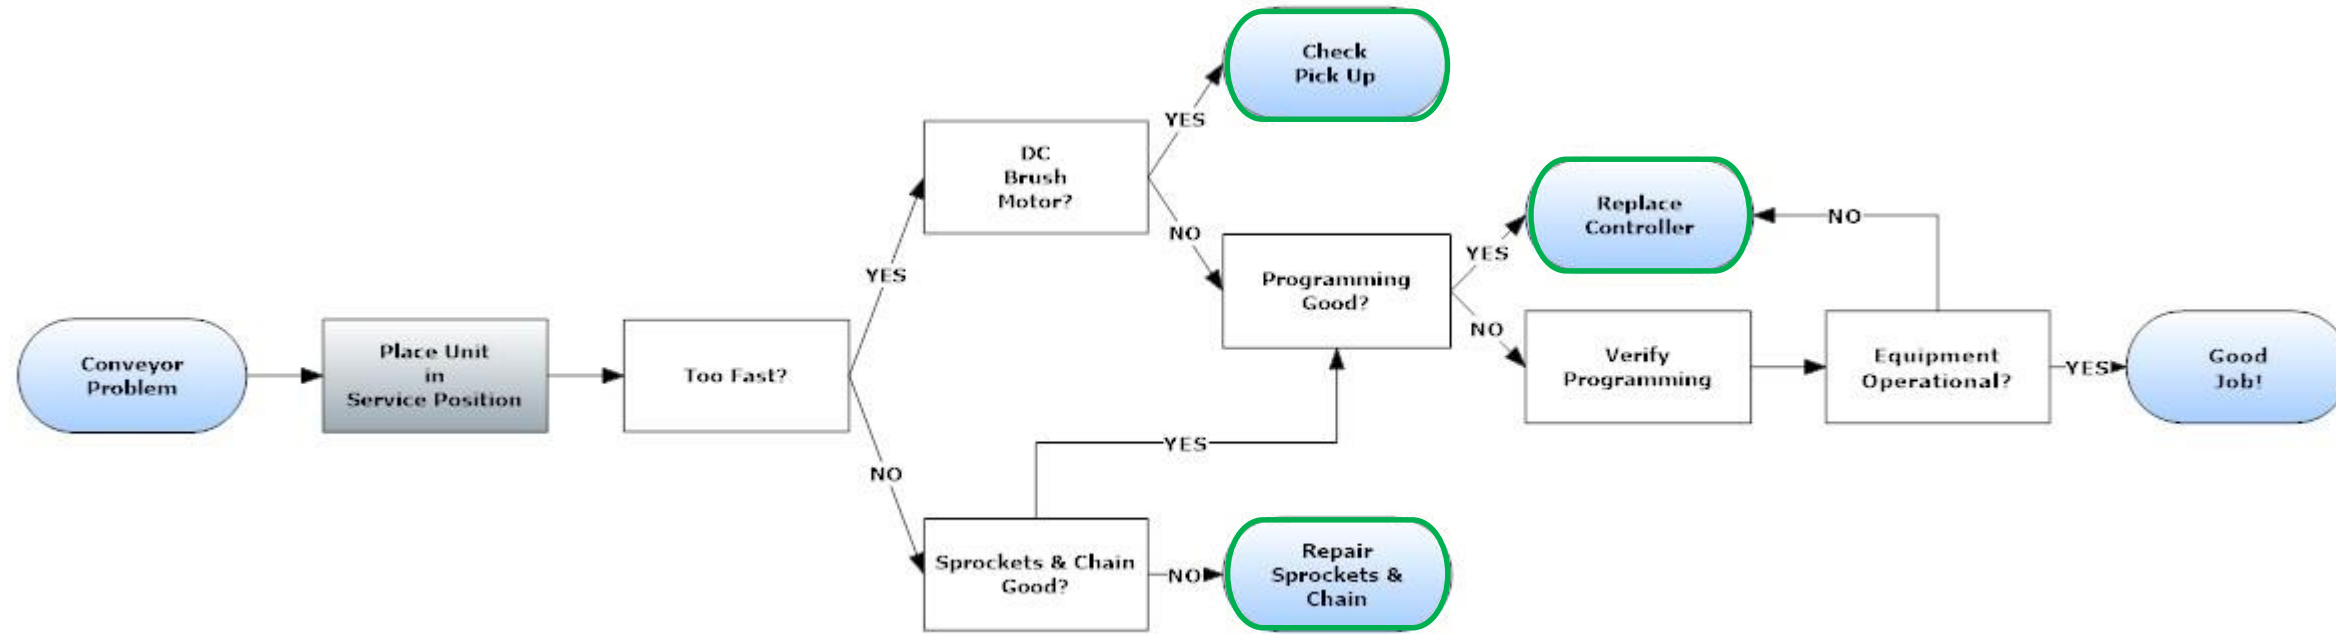 Conveyor
Problem
Place Unit
in
Service Position
Too Fast?
YES
NO
DC
Brush
Motor?
YES
NO
Check
Pick Up
Programming
Good?
YES
NO
Replace
Controller
NO
Verify
Programming
Equipment
Operational?
YES
Good
Job!
YES
Sprockets & Chain
Good?
NO
Repair
Sprockets &
Chain